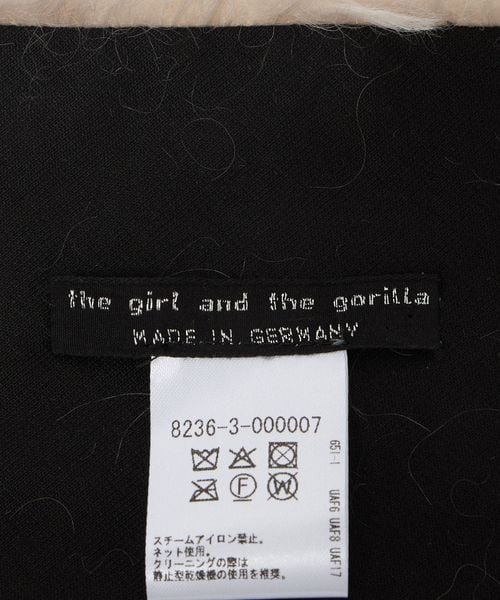 the girl and the gorilla
MADE IN GERMANY
8236-3-000007
F W
651-1
UAF6 UAF8 UAF17
スチームアイロン禁止。
ネット使用。
クリーニングの際は
静止型乾燥機の使用を推奨。